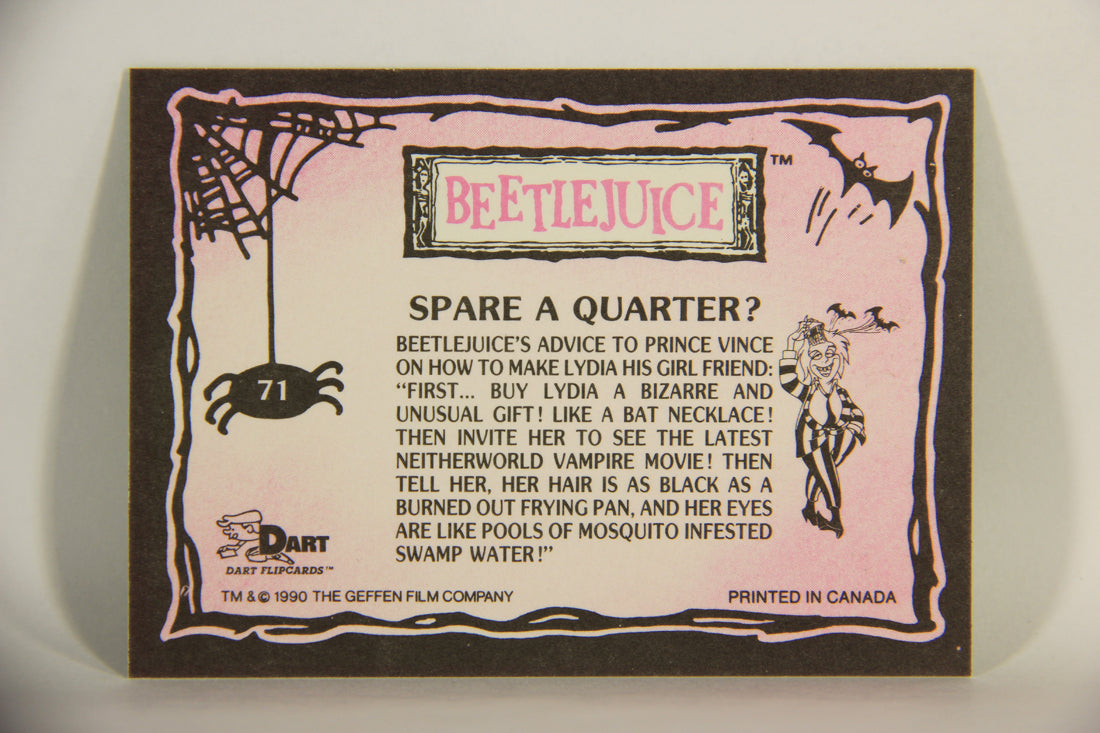 BEETLEJUICE™
SPARE A QUARTER?
BEETLEJUICE'S ADVICE TO PRINCE VINCE
ON HOW TO MAKE LYDIA HIS GIRL FRIEND:
“FIRST... BUY LYDIA A BIZARRE AND
UNUSUAL GIFT! LIKE A BAT NECKLACE!
THEN INVITE HER TO SEE THE LATEST
NEITHERWORLD VAMPIRE MOVIE! THEN
TELL HER, HER HAIR IS AS BLACK AS A
BURNED OUT FRYING PAN, AND HER EYES
ARE LIKE POOLS OF MOSQUITO INFESTED
SWAMP WATER!”
71
DART
DART FLIPCARDS™
TM & © 1990 THE GEFFEN FILM COMPANY
PRINTED IN CANADA